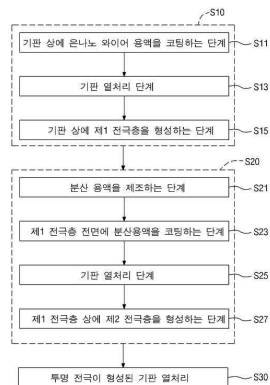 S10
기판 상에 은나노 와이어 용액을 코팅하는 단계 S11
기판 열처리 단계 S13
기판 상에 제1 전극층을 형성하는 단계 S15
S20
분산 용액을 제조하는 단계 S21
제1 전극층 전면에 분산용액을 코팅하는 단계 S23
기판 열처리 단계 S25
제1 전극층 상에 제2 전극층을 형성하는 단계 S27
투명 전극이 형성된 기판 열처리 S30